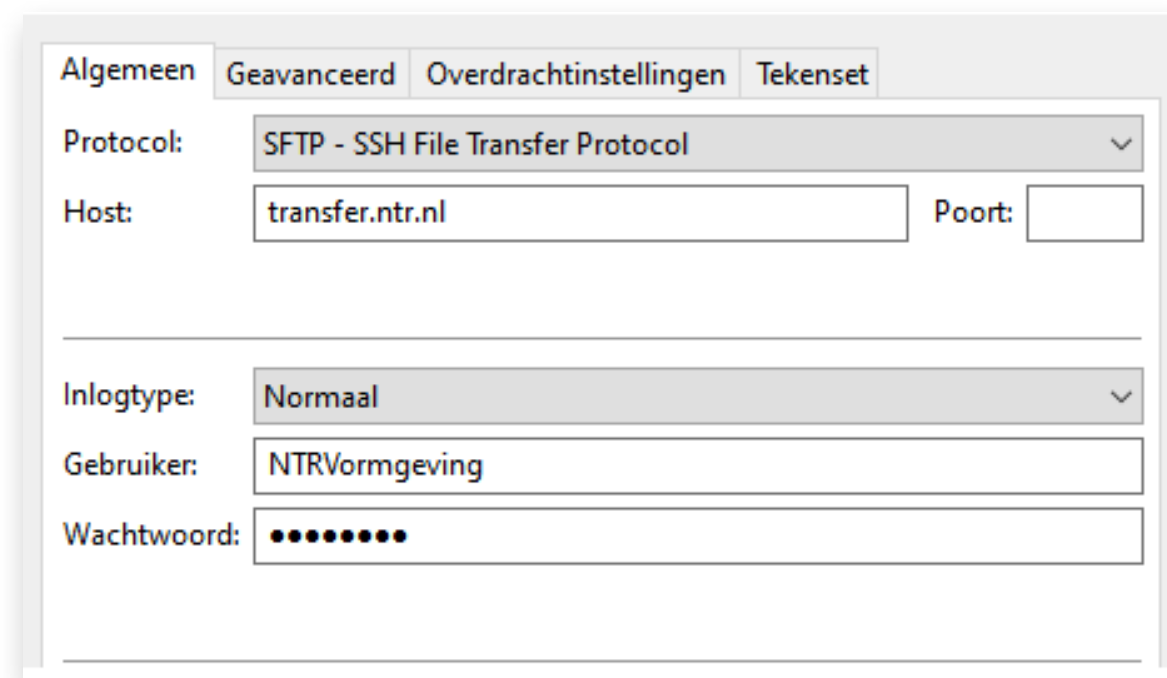 Algemeen Geavanceerd Overdrachtinstellingen Tekenset
Protocol: SFTP - SSH File Transfer Protocol
Host: transfer.ntr.nl Poort:
Inlogtype: Normaal
Gebruiker: NTRVormgeving
Wachtwoord: ●●●●●●●●